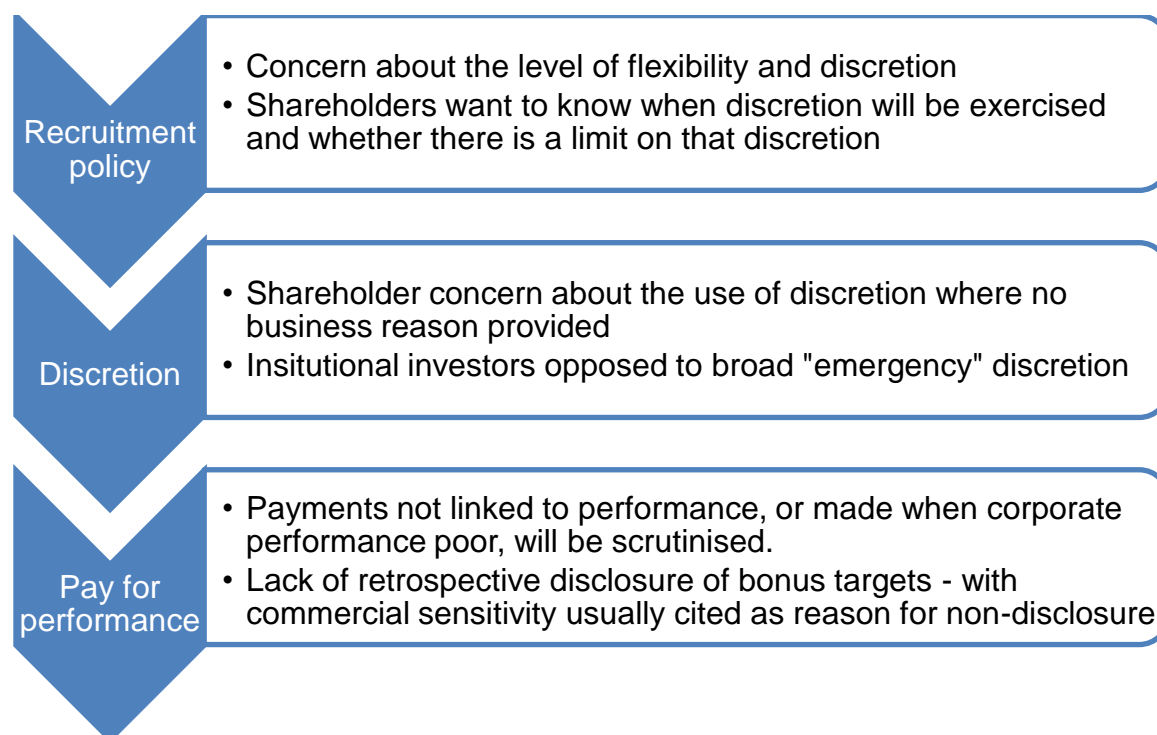 Recruitment
policy
• Concern about the level of flexibility and discretion
• Shareholders want to know when discretion will be exercised
and whether there is a limit on that discretion
Discretion
• Shareholder concern about the use of discretion where no
business reason provided
• Insitutional investors opposed to broad "emergency" discretion
Pay for
performance
• Payments not linked to performance, or made when corporate
performance poor, will be scrutinised.
• Lack of retrospective disclosure of bonus targets - with
commercial sensitivity usually cited as reason for non-disclosure